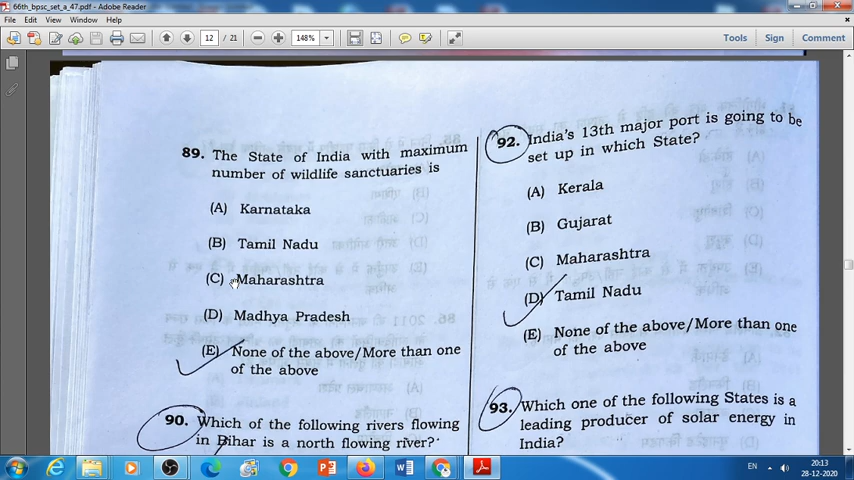 66th_bpsc_set_a_47.pdf - Adobe Reader
File Edit View Window Help
12 / 21
148%
Tools Sign Comment
89. The State of India with maximum
number of wildlife sanctuaries is
(A) Karnataka
(B) Tamil Nadu
(C) Maharashtra
(D) Madhya Pradesh
(E) None of the above/More than one
of the above
90. Which of the following rivers flowing
in Bihar is a north flowing river?
92. India's 13th major port is going to be
set up in which State?
(A) Kerala
(B) Gujarat
(C) Maharashtra
(D) Tamil Nadu
(E) None of the above/More than one
of the above
93. Which one of the following States is a
leading producer of solar energy in
India?
EN
20:13
28-12-2020